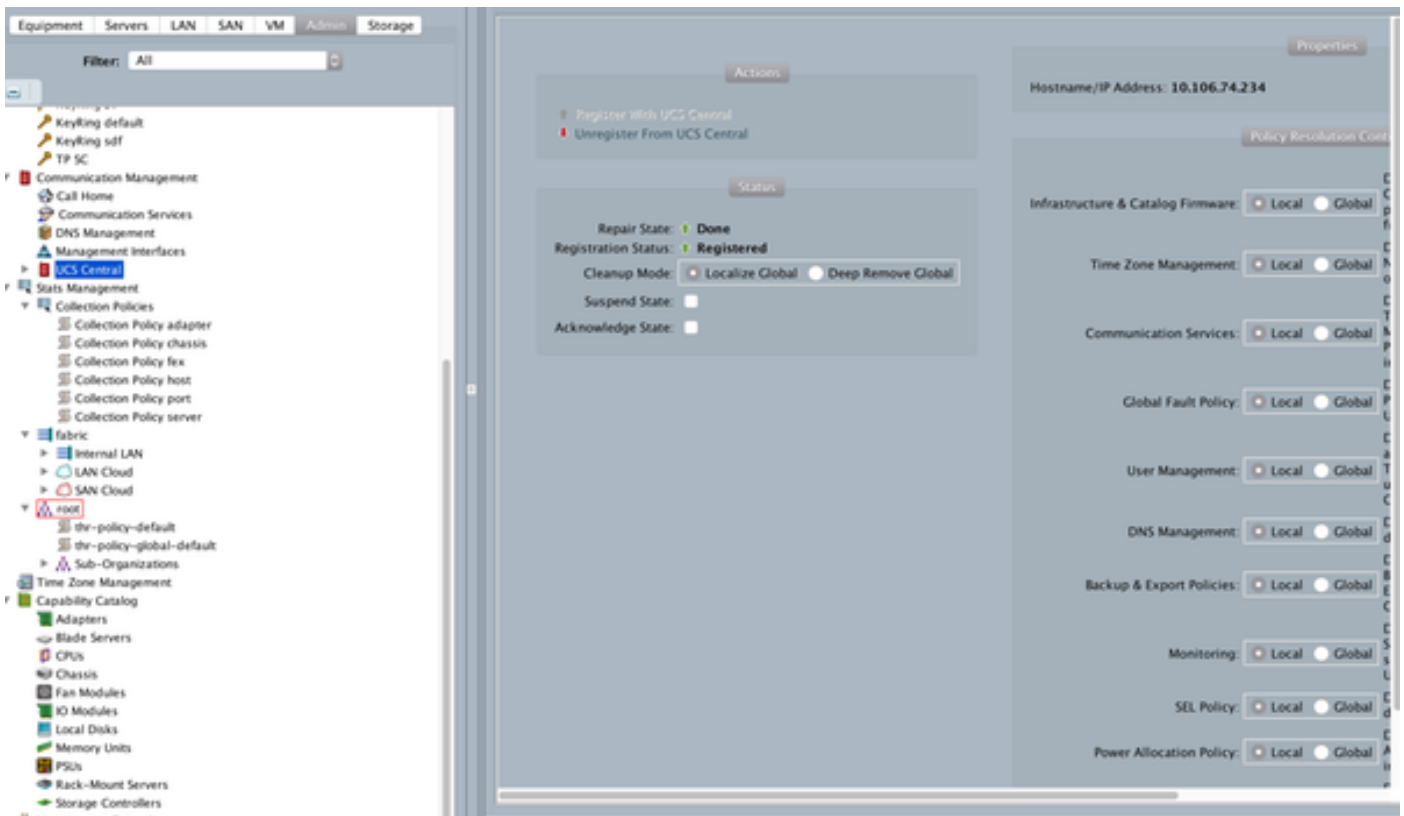 Equipment Servers LAN SAN VM Admin Storage
Filter: All
KeyRing default
KeyRing sdf
TP SC
Communication Management
Call Home
Communication Services
DNS Management
Management Interfaces
UCS Central
Stats Management
Collection Policies
Collection Policy adapter
Collection Policy chassis
Collection Policy fex
Collection Policy host
Collection Policy port
Collection Policy server
fabric
Internal LAN
LAN Cloud
SAN Cloud
root
thr-policy-default
thr-policy-global-default
Sub-Organizations
Time Zone Management
Capability Catalog
Adapters
Blade Servers
CPUs
Chassis
Fan Modules
IO Modules
Local Disks
Memory Units
PSUs
Rack-Mount Servers
Storage Controllers
Actions
Register With UCS Central
Unregister From UCS Central
Status
Repair State: Done
Registration Status: Registered
Cleanup Mode: Localize Global Deep Remove Global
Suspend State:
Acknowledge State:
Properties
Hostname/IP Address: 10.106.74.234
Policy Resolution Cont
Infrastructure & Catalog Firmware: Local Global
Time Zone Management: Local Global
Communication Services: Local Global
Global Fault Policy: Local Global
User Management: Local Global
DNS Management: Local Global
Backup & Export Policies: Local Global
Monitoring: Local Global
SEL Policy: Local Global
Power Allocation Policy: Local Global